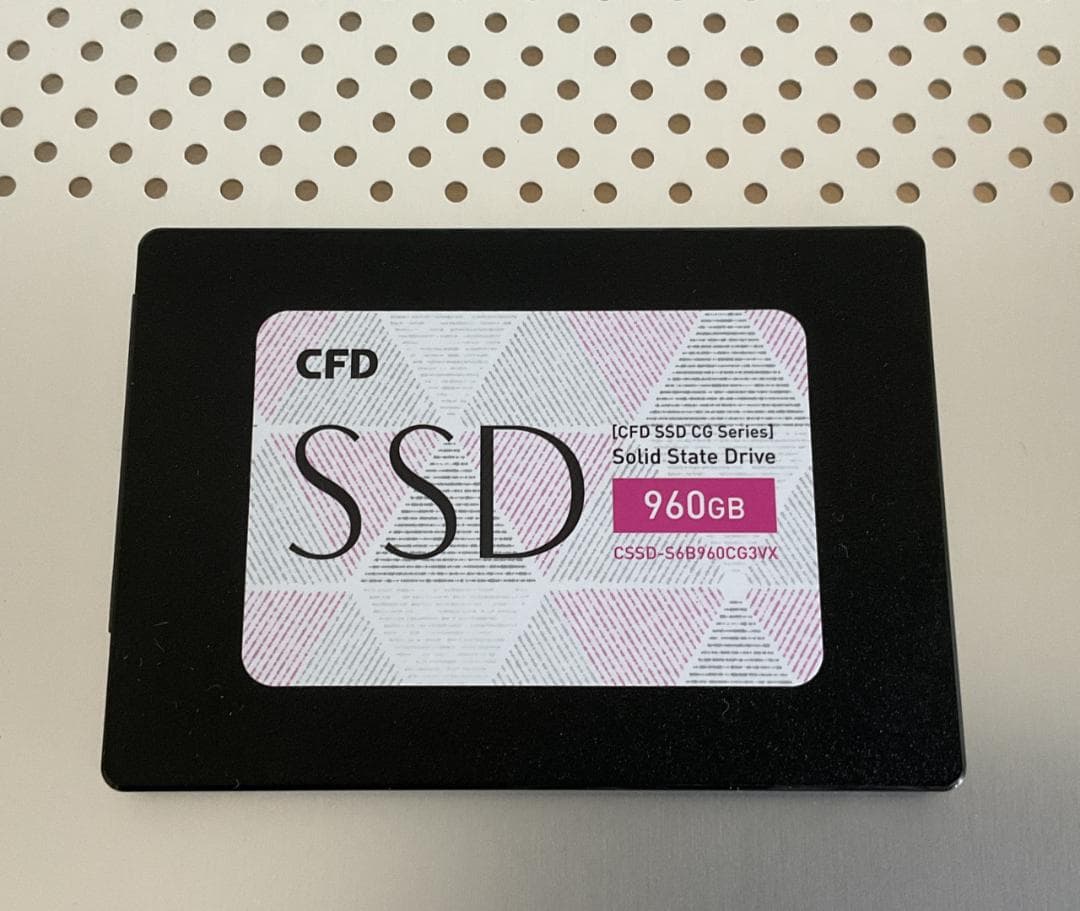 CFD
SSD
[CFD SSD CG Series]
Solid State Drive
960GB
CSSD-S6B960CG3VX